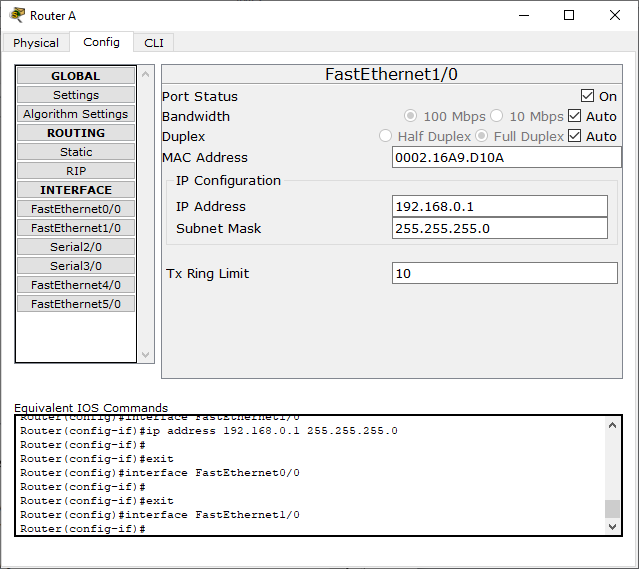 Router A
Physical Config CLI
GLOBAL
Settings
Algorithm Settings
ROUTING
Static
RIP
INTERFACE
FastEthernet0/0
FastEthernet1/0
Serial2/0
Serial3/0
FastEthernet4/0
FastEthernet5/0
FastEthernet1/0
Port Status On
Bandwidth 100 Mbps 10 Mbps Auto
Duplex Half Duplex Full Duplex Auto
MAC Address 0002.16A9.D10A
IP Configuration
IP Address 192.168.0.1
Subnet Mask 255.255.255.0
Tx Ring Limit 10
Equivalent IOS Commands
Router(config)#interface FastEthernet1/0
Router(config-if)#ip address 192.168.0.1 255.255.255.0
Router(config-if)#
Router(config-if)#exit
Router(config)#interface FastEthernet0/0
Router(config-if)#
Router(config-if)#exit
Router(config)#interface FastEthernet1/0
Router(config-if)#